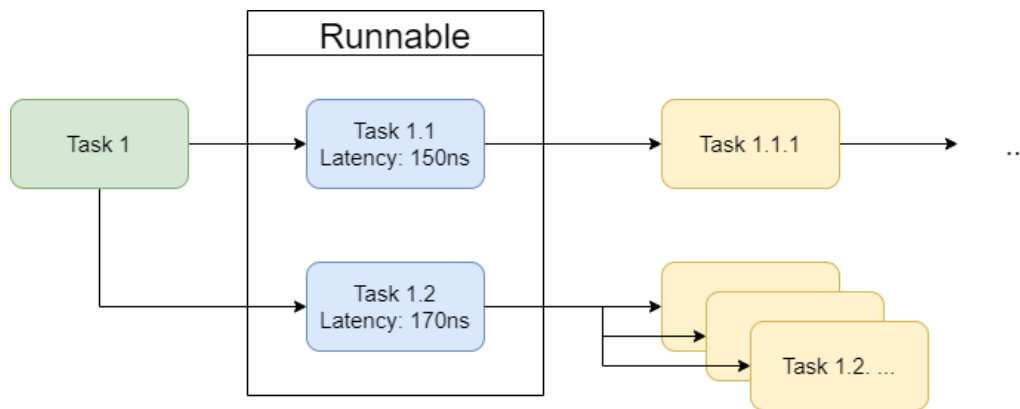 Runnable
Task 1
Task 1.1
Latency: 150ns
Task 1.1.1
..
Task 1.2
Latency: 170ns
Task 1.2. ...